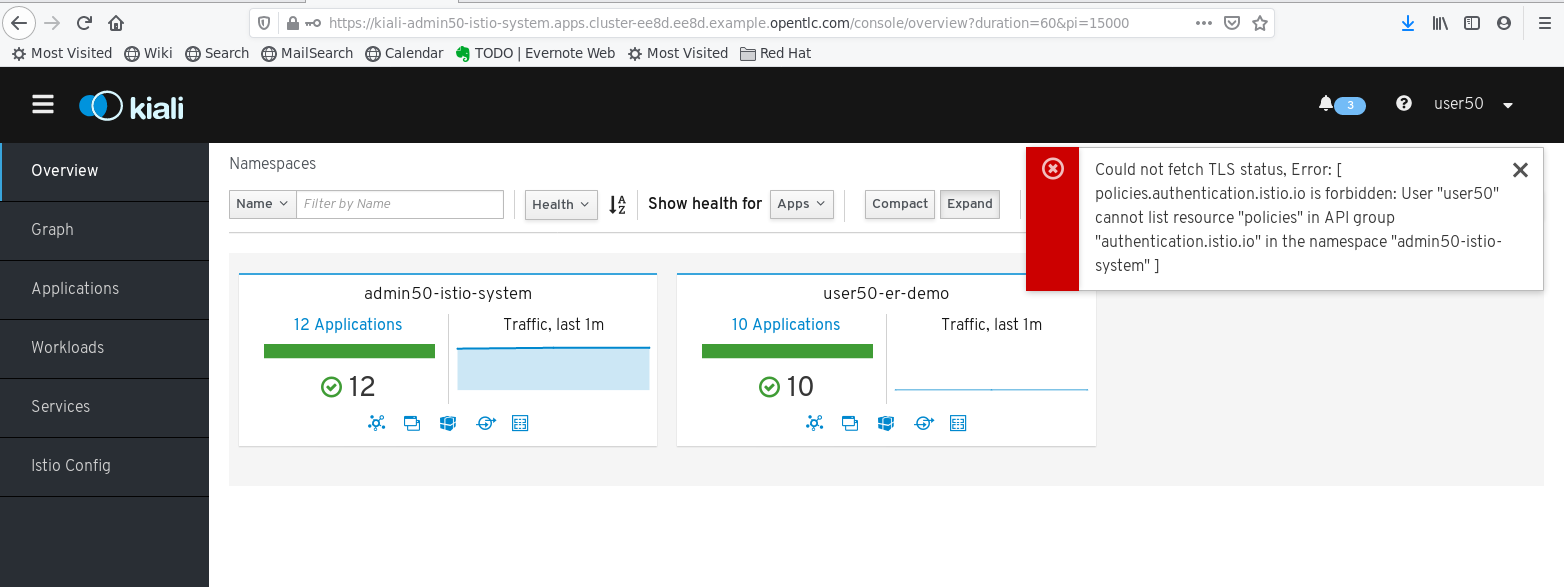 https://kiali-admin50-istio-system.apps.cluster-ee8d.ee8d.example.opentlc.com/console/overview?duration=60&pi=15000
Most Visited Wiki Search MailSearch Calendar TODO | Evernote Web Most Visited Red Hat
kiali
3
user50
Overview
Graph
Applications
Workloads
Services
Istio Config
Namespaces
Name
Filter by Name
Health
A
Z
Show health for
Apps
Compact
Expand
Could not fetch TLS status, Error: [
policies.authentication.istio.io is forbidden: User "user50"
cannot list resource "policies" in API group
"authentication.istio.io" in the namespace "admin50-istio-
system" ]
admin50-istio-system
12 Applications
Traffic, last 1m
12
user50-er-demo
10 Applications
Traffic, last 1m
10